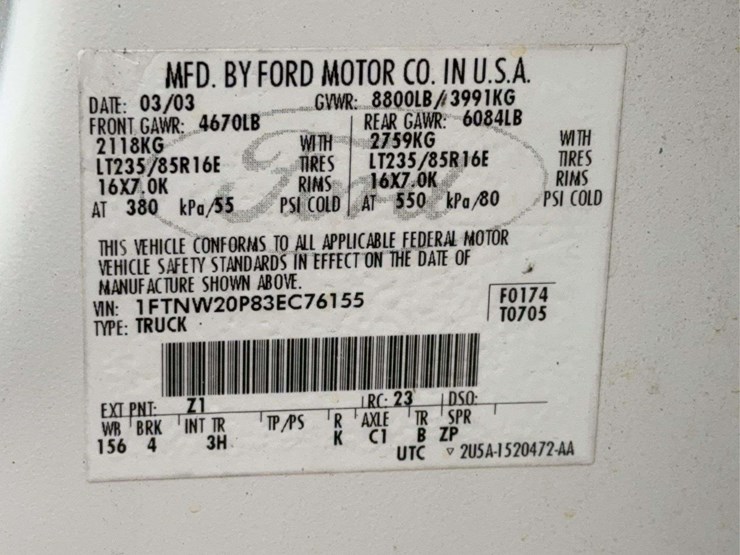 MFD. BY FORD MOTOR CO. IN U.S.A.
DATE: 03/03 GVWR: 8800LB/3991KG
FRONT GAWR: 4670LB REAR GAWR: 6084LB
2118KG WITH 2759KG WITH
LT235/85R16E TIRES LT235/85R16E TIRES
16X7.0K RIMS 16X7.0K RIMS
AT 380 kPa/55 PSI COLD AT 550 kPa/80 PSI COLD
Ford
THIS VEHICLE CONFORMS TO ALL APPLICABLE FEDERAL MOTOR
VEHICLE SAFETY STANDARDS IN EFFECT ON THE DATE OF
MANUFACTURE SHOWN ABOVE.
VIN: 1FTNW20P83EC76155 F0174
TYPE: TRUCK T0705
EXT PNT: Z1 RC: 23 DSO:
WB BRK INT TR TP/PS R AXLE TR SPR
156 4 3H K C1 B ZP
UTC ▽ 2U5A-1520472-AA